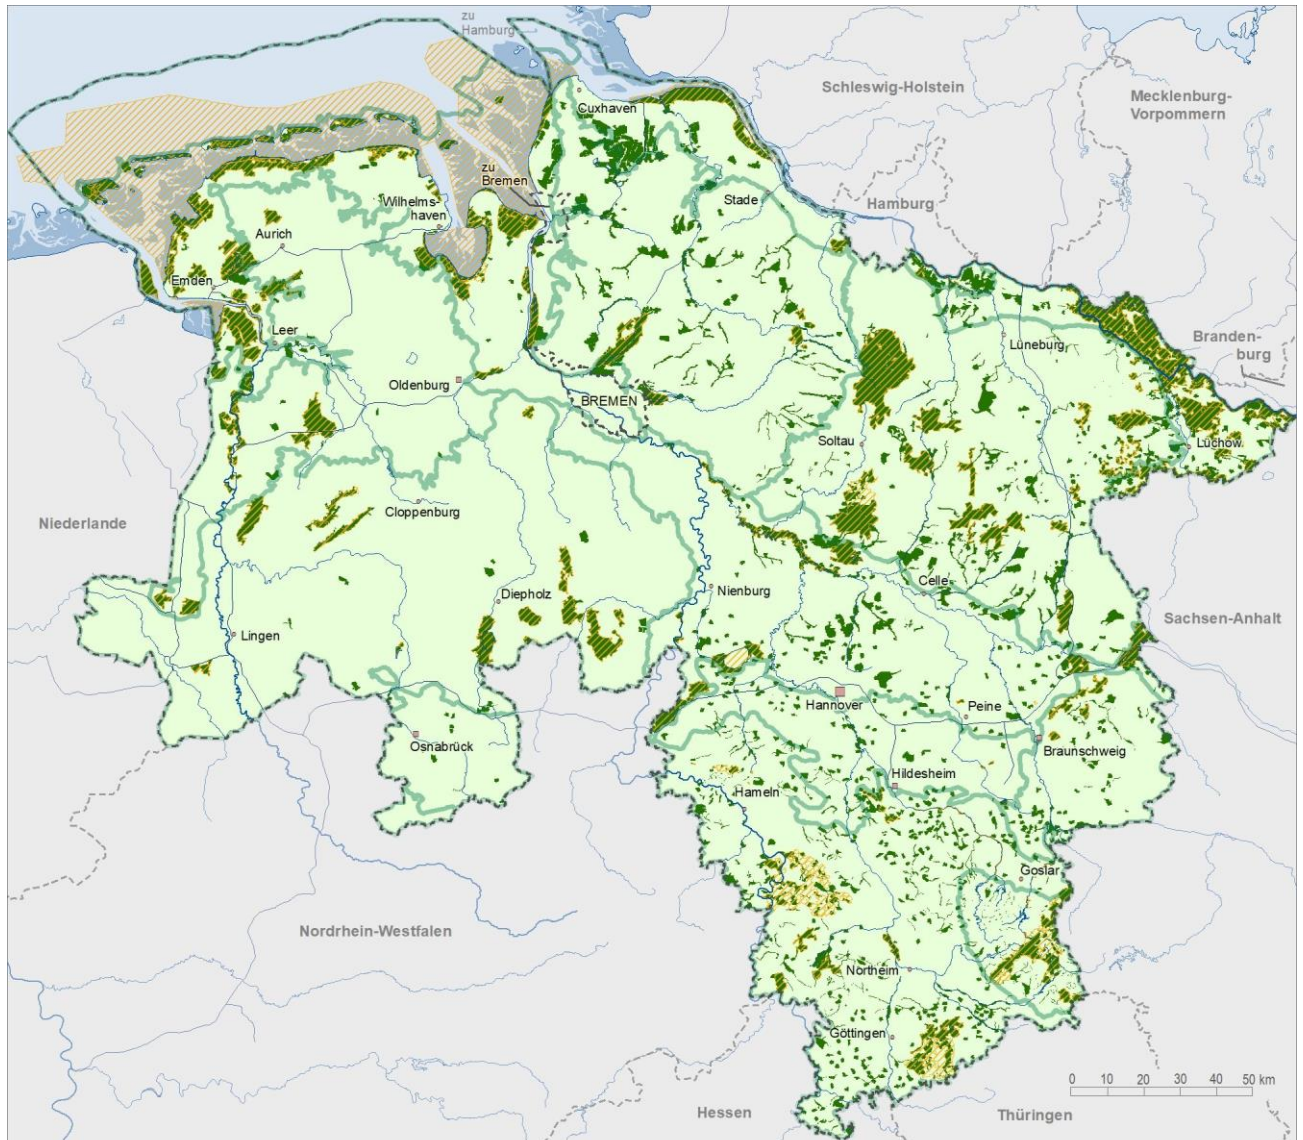 zu
Hamburg
Schleswig-Holstein
Mecklenburg-
Vorpommern
Cuxhaven
zu
Bremen
Hamburg
Stade
Wilhelms-
haven
Aurich
Emden
Leer
Lüneburg
Branden-
burg
Oldenburg
BREMEN
Soltau
Lüchow
Cloppenburg
Niederlande
Celle
Nienburg
Diepholz
Sachsen-Anhalt
Lingen
Hannover
Peine
Osnabrück
Braunschweig
Hildesheim
Hameln
Goslar
Nordrhein-Westfalen
Northeim
Göttingen
0 10 20 30 40 50 km
Hessen
Thüringen